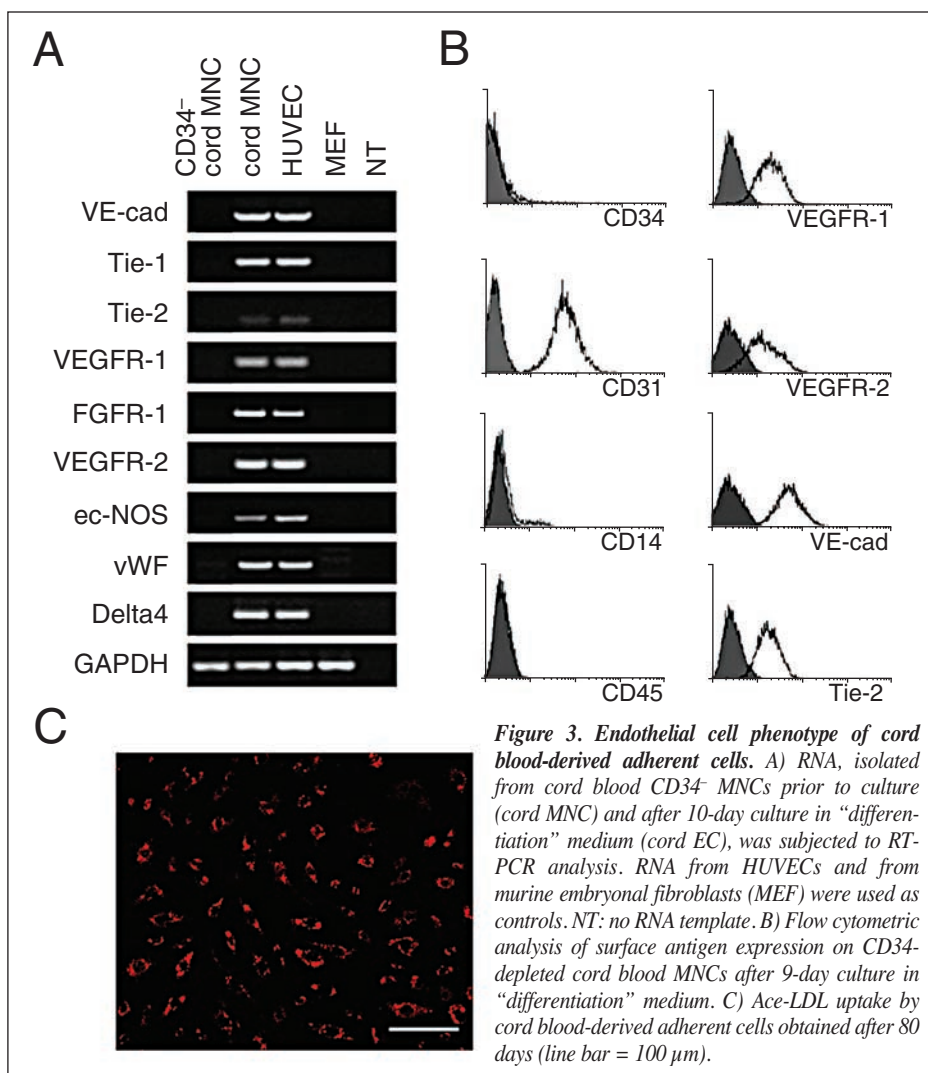 A
CD34–
cord MNC
cord MNC
HUVEC
MEF
NT
VE-cad
Tie-1
Tie-2
VEGFR-1
FGFR-1
VEGFR-2
ec-NOS
vWF
Delta4
GAPDH
B
CD34
VEGFR-1
CD31
VEGFR-2
CD14
VE-cad
CD45
Tie-2
C
Figure 3. Endothelial cell phenotype of cord
blood-derived adherent cells. A) RNA, isolated
from cord blood CD34– MNCs prior to culture
(cord MNC) and after 10-day culture in “differen-
tiation” medium (cord EC), was subjected to RT-
PCR analysis. RNA from HUVECs and from
murine embryonal fibroblasts (MEF) were used as
controls. NT: no RNA template. B) Flow cytometric
analysis of surface antigen expression on CD34-
depleted cord blood MNCs after 9-day culture in
“differentiation” medium. C) Ace-LDL uptake by
cord blood-derived adherent cells obtained after 80
days (line bar = 100 µm).